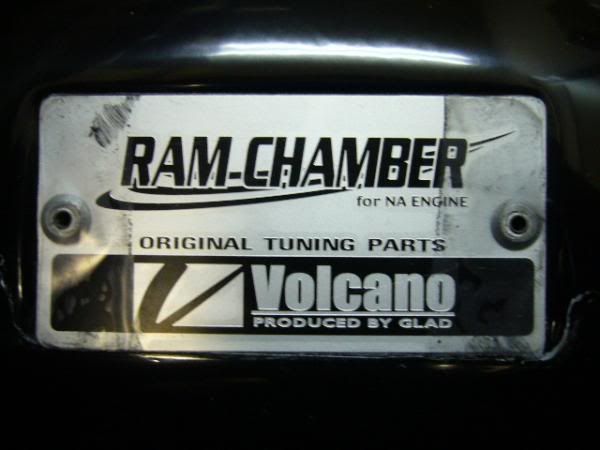 RAM-CHAMBER
for NA ENGINE
ORIGINAL TUNING PARTS
Volcano
PRODUCED BY GLAD